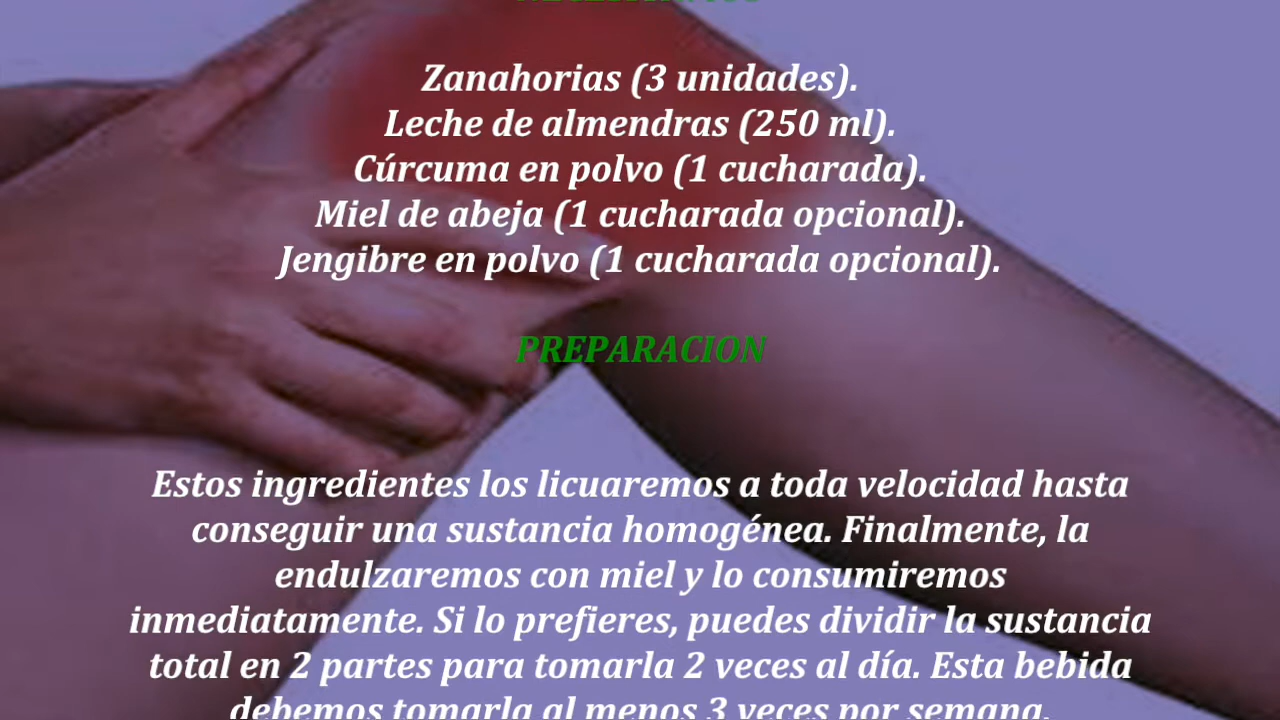 Zanahorias (3 unidades).
Leche de almendras (250 ml).
Cúrcuma en polvo (1 cucharada).
Miel de abeja (1 cucharada opcional).
Jengibre en polvo (1 cucharada opcional).
PREPARACION
Estos ingredientes los licuaremos a toda velocidad hasta
conseguir una sustancia homogénea. Finalmente, la
endulzaremos con miel y lo consumiremos
inmediatamente. Si lo prefieres, puedes dividir la sustancia
total en 2 partes para tomarla 2 veces al día. Esta bebida
debemos tomarla al menos 3 veces por semana.